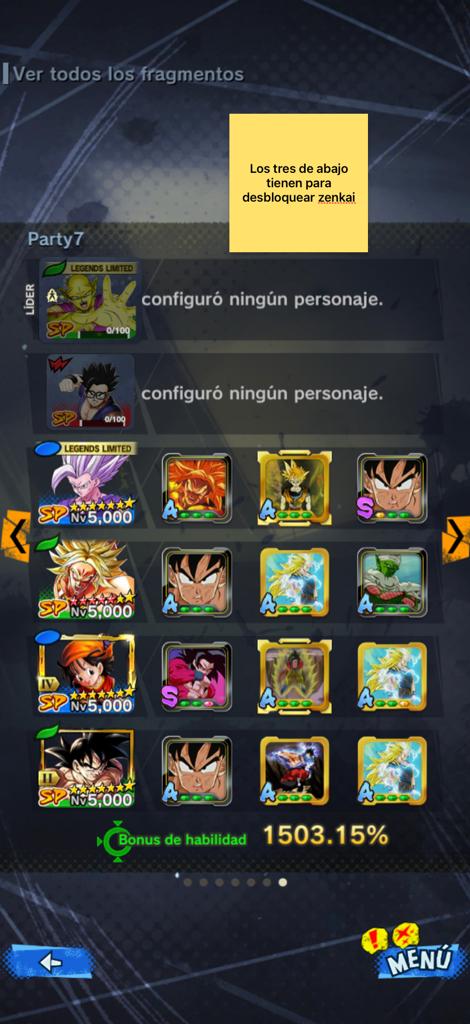 Ver todos los fragmentos
Los tres de abajo
tienen para
desbloquear zenkai
Party7
LÍDER
LEGENDS LIMITED
SP
0/100
configuró ningún personaje.
SP
0/100
configuró ningún personaje.
LEGENDS LIMITED
SP Nv5,000
A
A
S
SP Nv5,000
A
A
A
IV
SP Nv5,000
S
A
A
II
SP Nv5,000
A
A
A
Bonus de habilidad 1503.15%
MENÚ